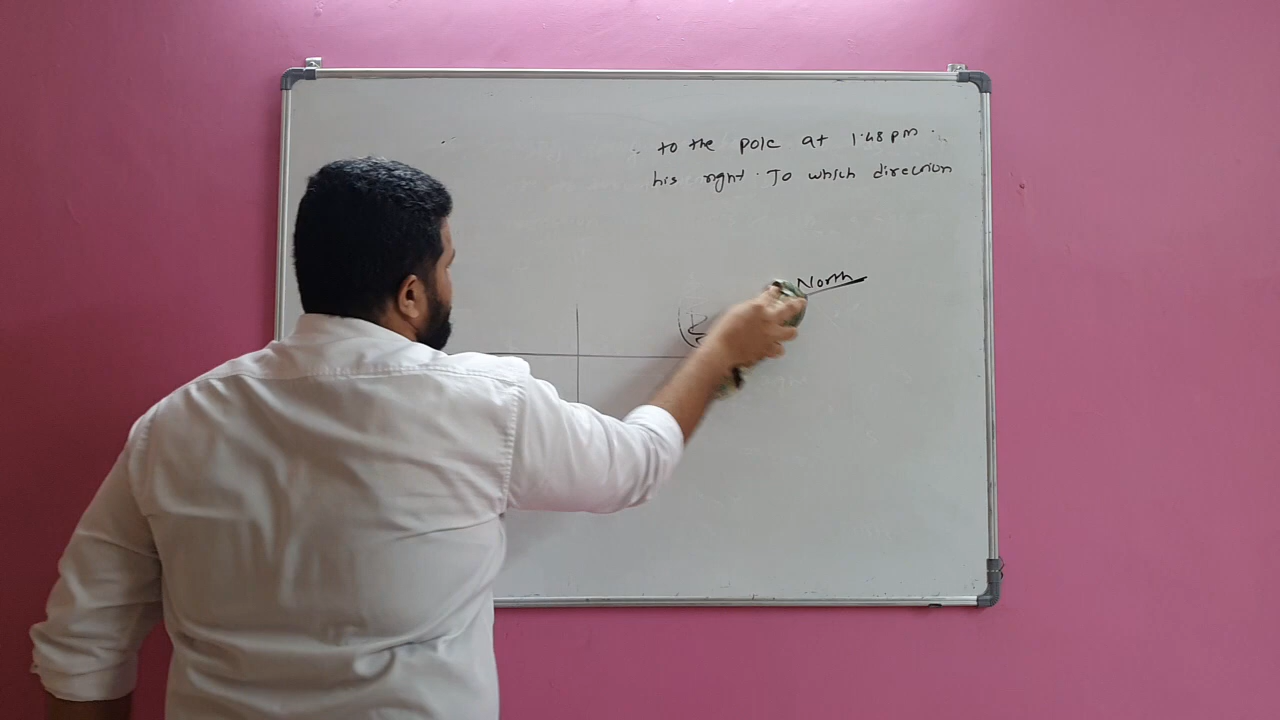 to the pole at 1.48 pm.
his right. To which direction
North